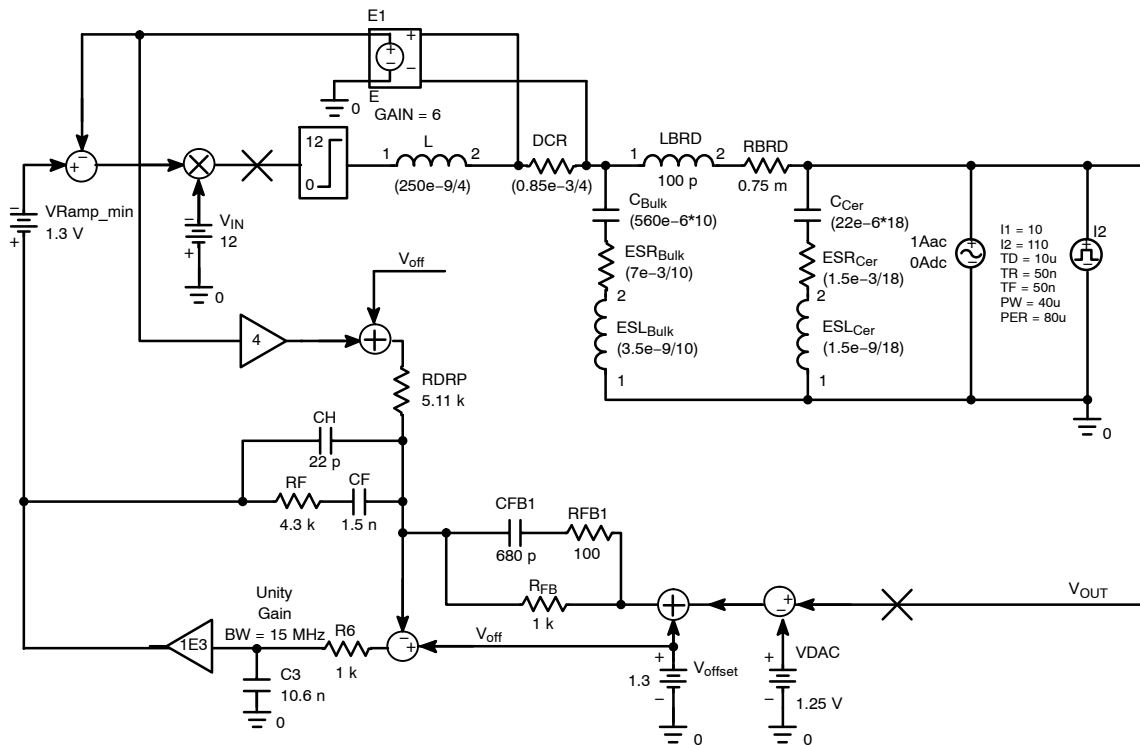 E1
+
+
−
−
E
0
GAIN = 6
−
+
12
0
1
L
2
(250e-9/4)
DCR
(0.85e-3/4)
1
LBRD
2
100 p
RBRD
0.75 m
−
VRamp_min
+
1.3 V
−
VIN
12
+
0
CBulk
(560e-6*10)
ESRBulk
(7e-3/10)
2
ESLBulk
(3.5e-9/10)
1
CCer
(22e-6*18)
ESRCer
(1.5e-3/18)
2
ESLCer
(1.5e-9/18)
1
1Aac
0Adc
+
−
I1 = 10
I2 = 110
TD = 10u
TR = 50n
TF = 50n
PW = 40u
PER = 80u
I2
+
−
0
Voff
4
+
RDRP
5.11 k
CH
22 p
RF
4.3 k
CF
1.5 n
CFB1
680 p
RFB1
100
RFB
1 k
Unity
Gain
BW = 15 MHz
1E3
R6
1 k
C3
10.6 n
0
−
+
Voff
+
+
1.3
Voffset
−
0
+
−
+
VDAC
−
1.25 V
0
VOUT